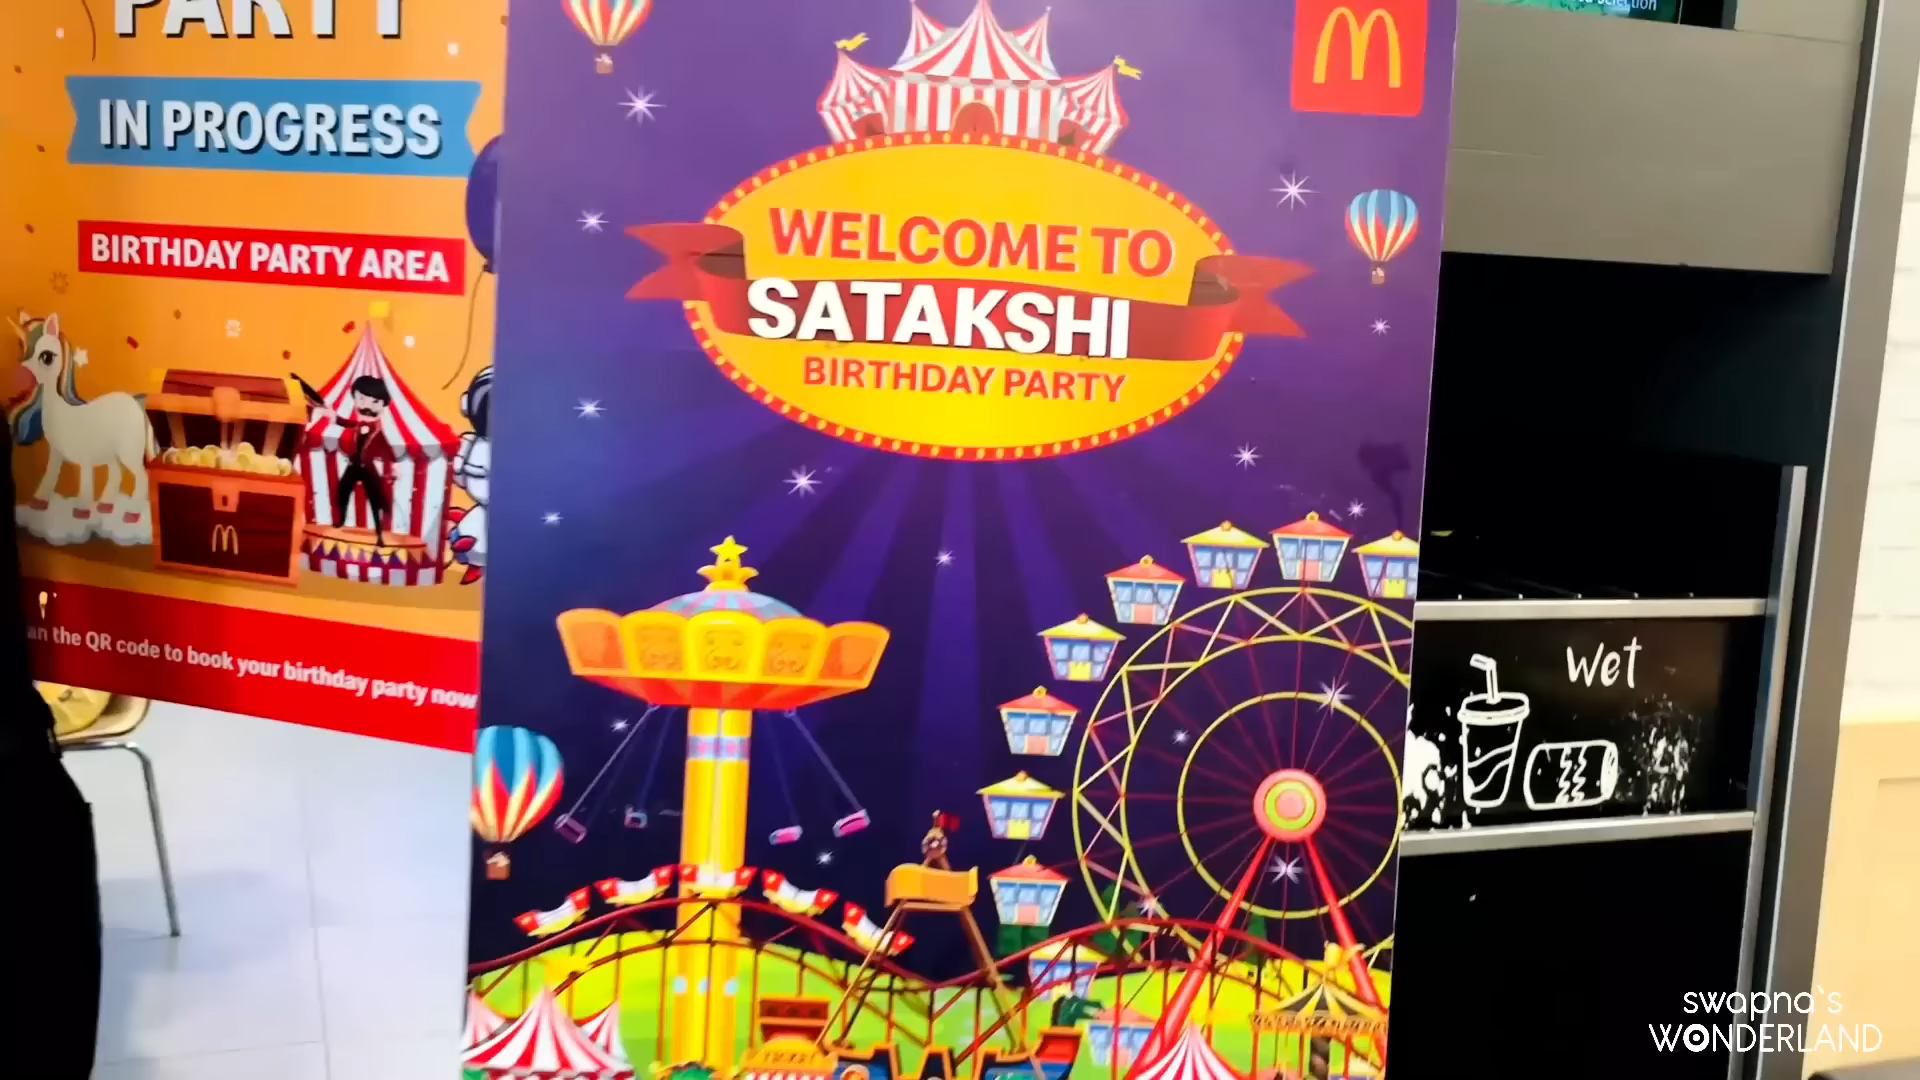 PARTY
IN PROGRESS
BIRTHDAY PARTY AREA
the QR code to book your birthday party now
WELCOME TO
SATAKSHI
BIRTHDAY PARTY
wet
swapna`s
WONDERLAND